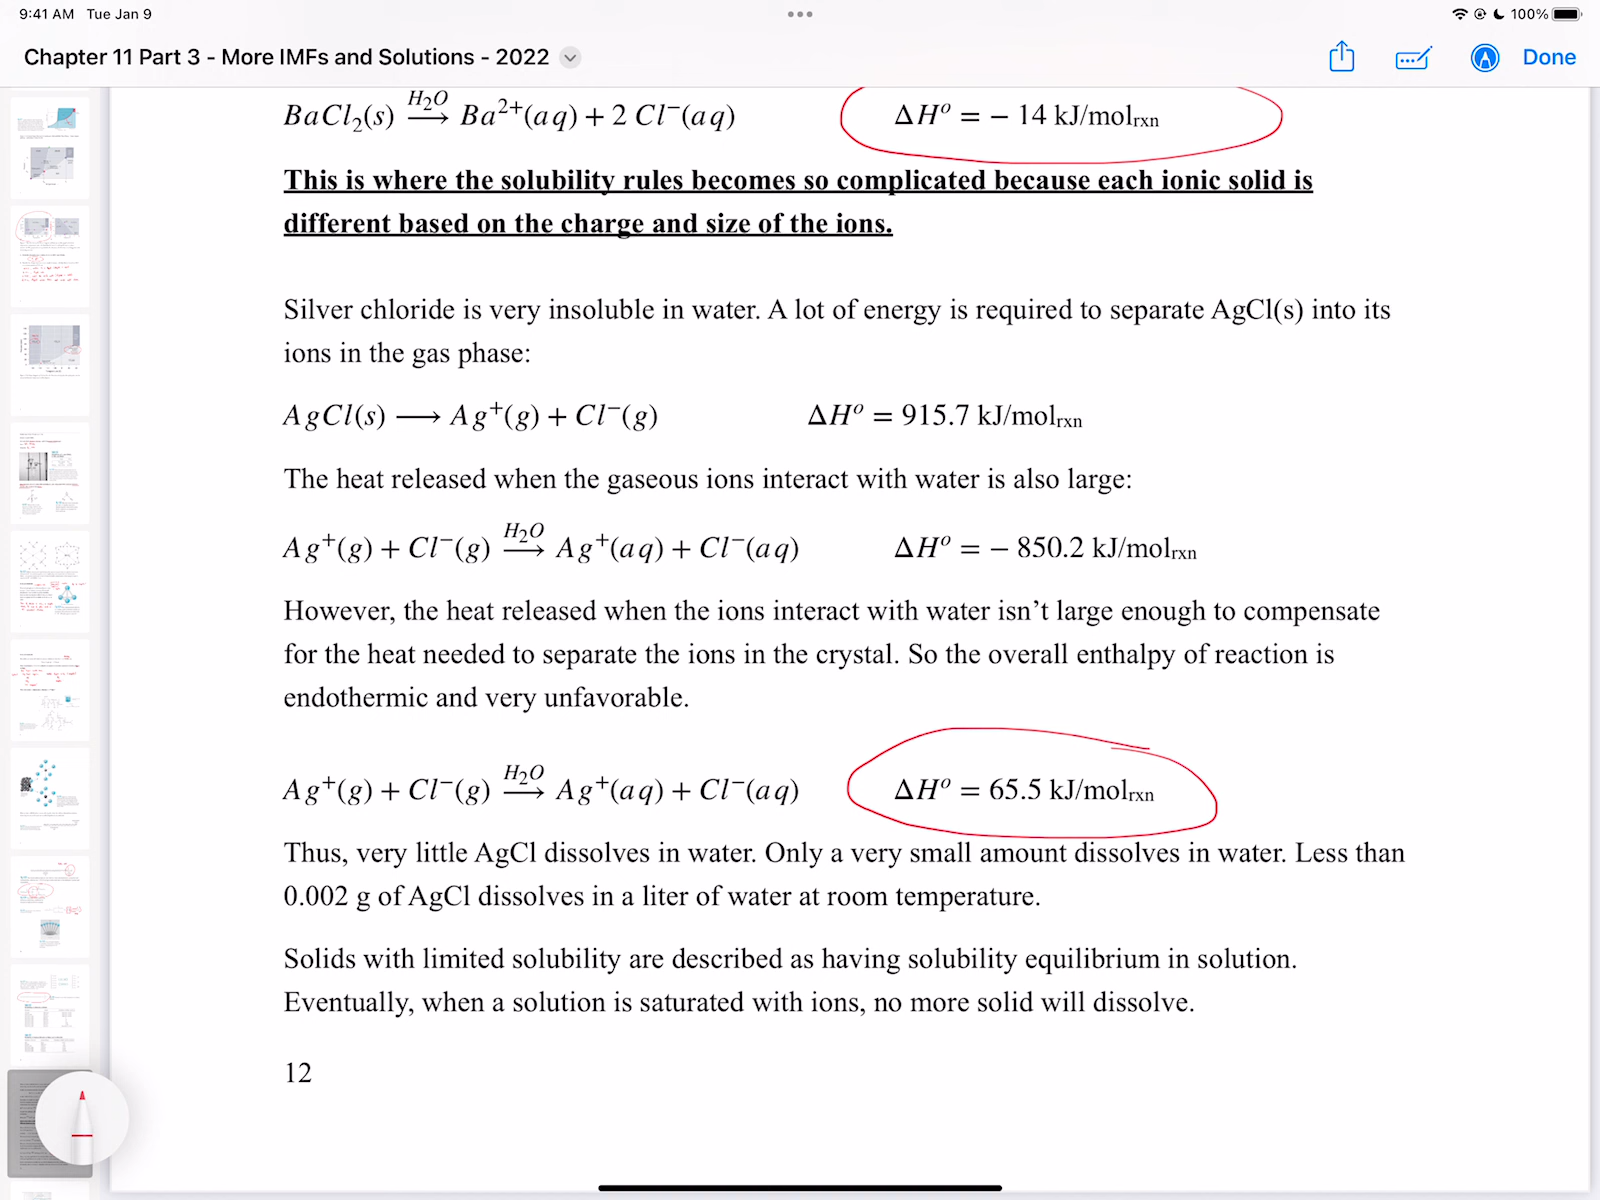 9:41 AM Tue Jan 9
100%
Chapter 11 Part 3 - More IMFs and Solutions - 2022
Done
BaCl₂(s) H₂O⟶ Ba²⁺(aq) + 2 Cl⁻(aq) ΔHᵒ = − 14 kJ/molrxn
This is where the solubility rules becomes so complicated because each ionic solid is
different based on the charge and size of the ions.
Silver chloride is very insoluble in water. A lot of energy is required to separate AgCl(s) into its
ions in the gas phase:
AgCl(s) ⟶ Ag⁺(g) + Cl⁻(g) ΔHᵒ = 915.7 kJ/molrxn
The heat released when the gaseous ions interact with water is also large:
Ag⁺(g) + Cl⁻(g) H₂O⟶ Ag⁺(aq) + Cl⁻(aq) ΔHᵒ = − 850.2 kJ/molrxn
However, the heat released when the ions interact with water isn’t large enough to compensate
for the heat needed to separate the ions in the crystal. So the overall enthalpy of reaction is
endothermic and very unfavorable.
Ag⁺(g) + Cl⁻(g) H₂O⟶ Ag⁺(aq) + Cl⁻(aq) ΔHᵒ = 65.5 kJ/molrxn
Thus, very little AgCl dissolves in water. Only a very small amount dissolves in water. Less than
0.002 g of AgCl dissolves in a liter of water at room temperature.
Solids with limited solubility are described as having solubility equilibrium in solution.
Eventually, when a solution is saturated with ions, no more solid will dissolve.
12